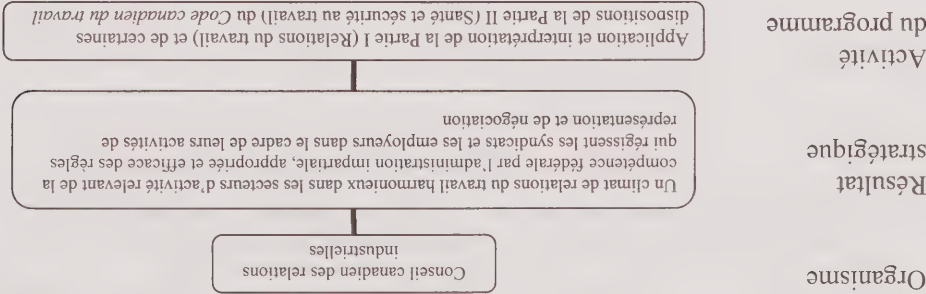 Organisme
Conseil canadien des relations
industrielles
Résultat
stratégique
Un climat de relations du travail harmonieux dans les secteurs d'activité relevant de la
compétence fédérale par l'administration impartiale, appropriée et efficace des règles
qui régissent les syndicats et les employeurs dans le cadre de leurs activités de
représentation et de négociation
Activité
du programme
Application et interprétation de la Partie I (Relations du travail) et de certaines
dispositions de la Partie II (Santé et sécurité au travail) du Code canadien du travail